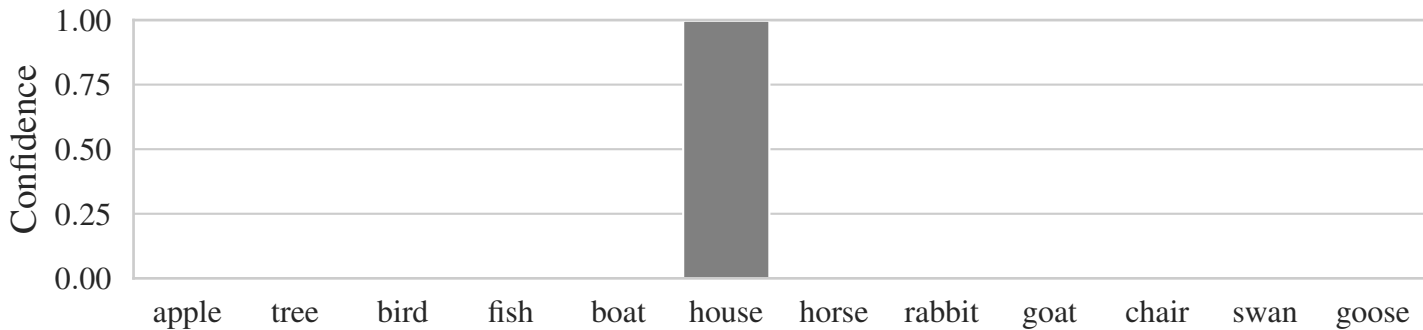 Confidence
1.00
0.75
0.50
0.25
0.00
apple tree bird fish boat house horse rabbit goat chair swan goose